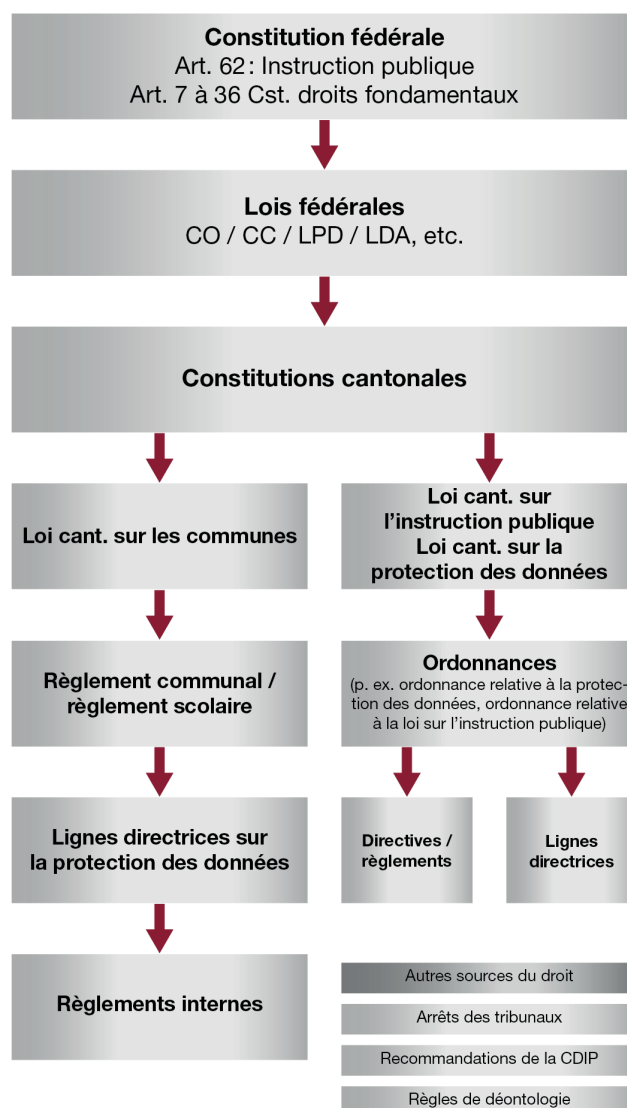 Constitution fédérale
Art. 62 : Instruction publique
Art. 7 à 36 Cst. droits fondamentaux
Lois fédérales
CO / CC / LPD / LDA, etc.
Constitutions cantonales
Loi cant. sur les communes
Règlement communal /
règlement scolaire
Lignes directrices sur
la protection des données
Règlements internes
Loi cant. sur
l’instruction publique
Loi cant. sur la
protection des données
Ordonnances
(p. ex. ordonnance relative à la protec-
tion des données, ordonnance relative
à la loi sur l’instruction publique)
Directives /
règlements
Lignes
directrices
Autres sources du droit
Arrêts des tribunaux
Recommandations de la CDIP
Règles de déontologie